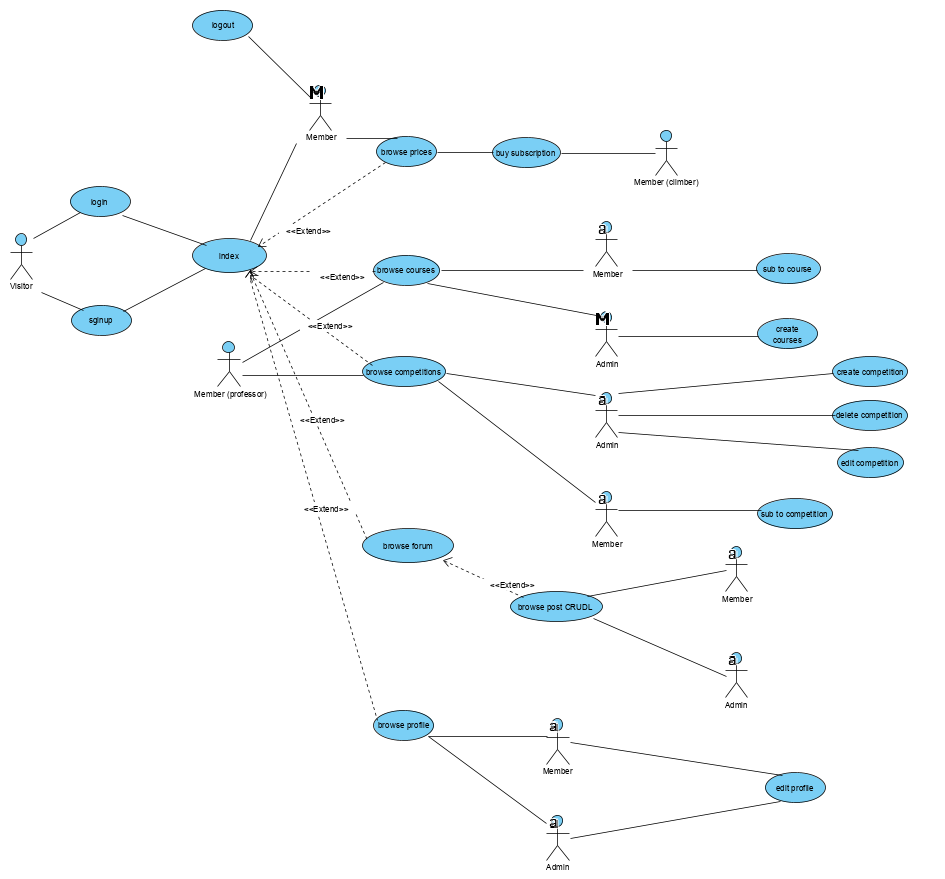 logout
M
Member
browse prices
buy subscription
Member (climber)
login
<<Extend>>
a
Visitor
index
Member
browse courses
<<Extend>>
sub to course
sginup
<<Extend>>
M
create
courses
Admin
Member (professor)
browse competitions
create competition
a
<<Extend>>
delete competition
Admin
edit competition
<<Extend>>
a
sub to competition
Member
browse forum
a
<<Extend>>
Member
browse post CRUDL
a
Admin
browse profile
a
Member
edit profile
a
Admin